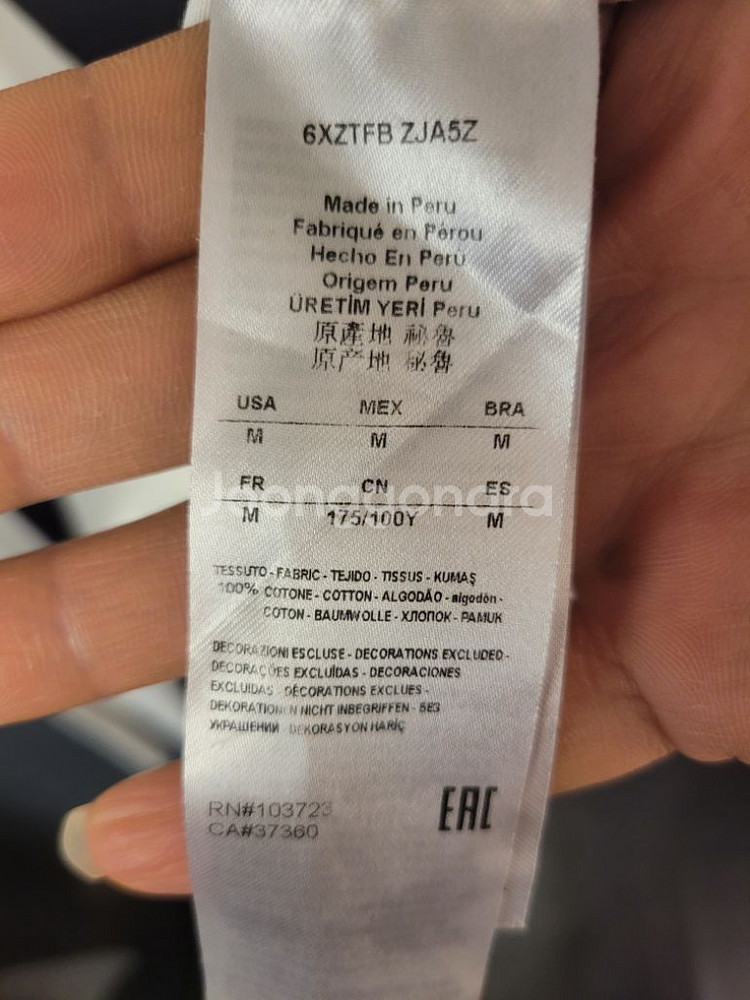 6XZTFB ZJA5Z
Made in Peru
Fabriqué en Pérou
Hecho En Perú
Origem Peru
ÜRETİM YERİ Peru
原產地 秘魯
原产地 秘鲁
USA MEX BRA
M M M
FR CN ES
M 175/100Y M
Joonggonara
TESSUTO - FABRIC - TEJIDO - TISSUS - KUMAŞ
100% COTONE - COTTON - ALGODÃO - algodón -
COTON - BAUMWOLLE - ХЛОПОК - PAMUK
DECORAZIONI ESCLUSE - DECORATIONS EXCLUDED -
DECORAÇÕES EXCLUÍDAS - DECORACIONES
EXCLUIDAS - DÉCORATIONS EXCLUES -
DEKORATIONEN NICHT INBEGRIFFEN - БЕЗ
УКРАШЕНИЙ DEKORASYON HARİÇ
RN#103723
CA#37360
EAC